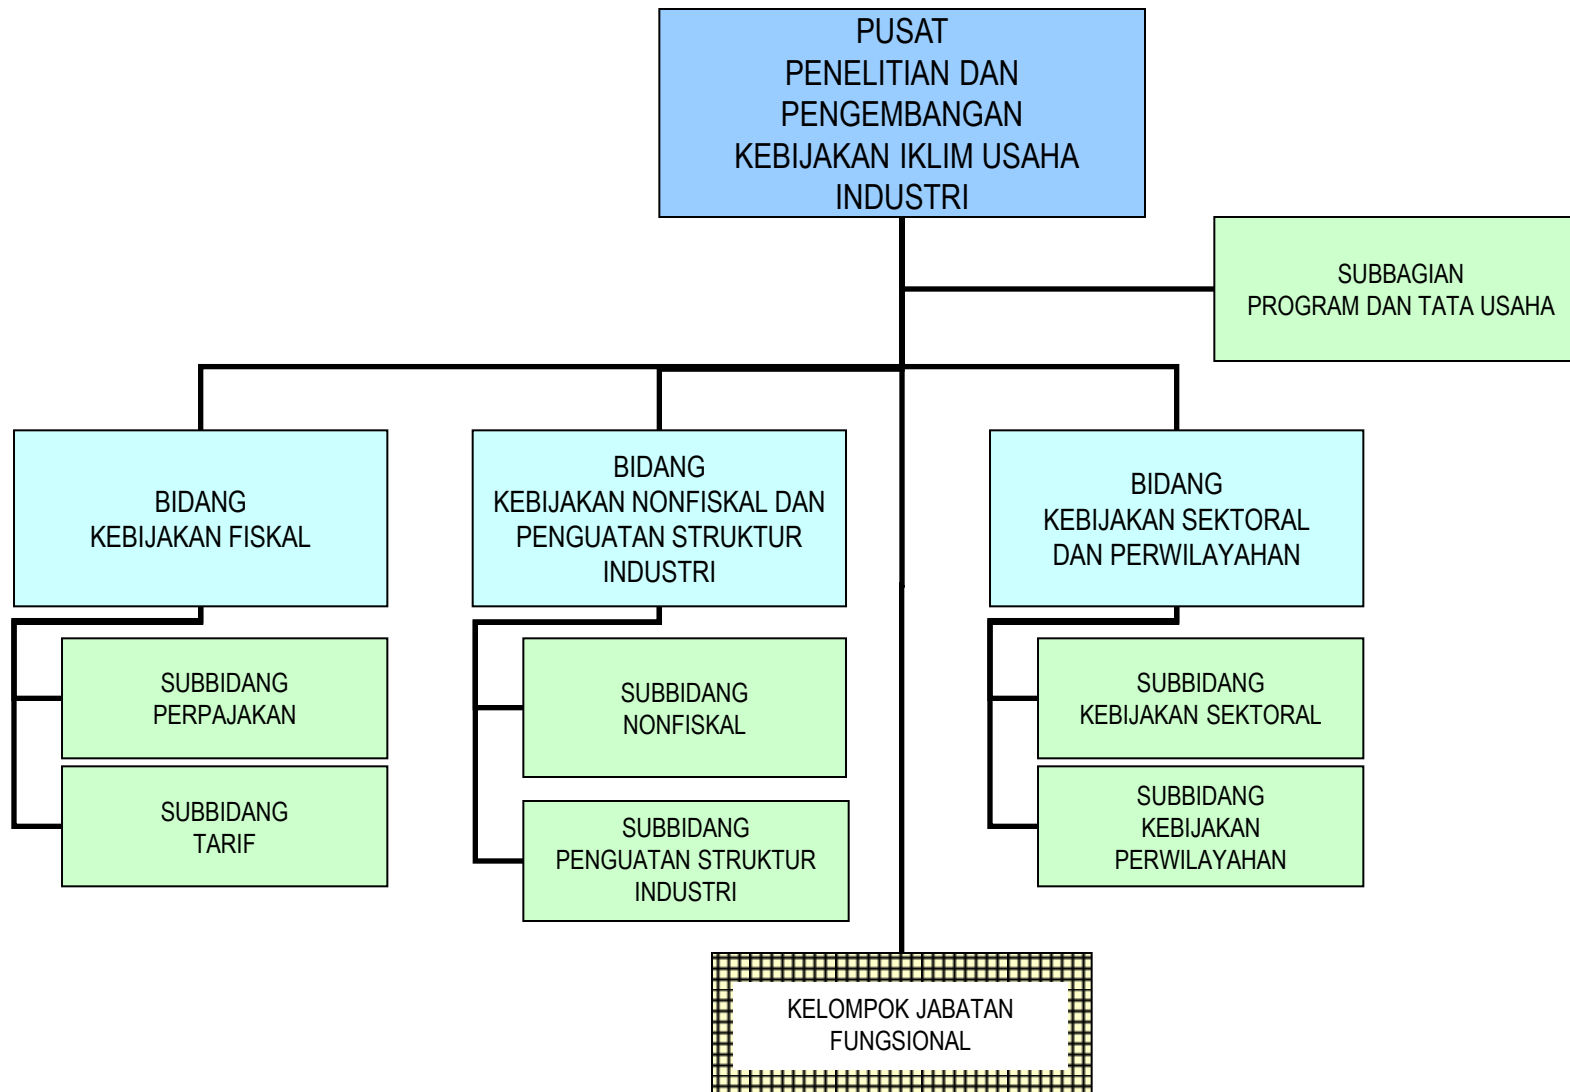 PUSAT
PENELITIAN DAN
PENGEMBANGAN
KEBIJAKAN IKLIM USAHA
INDUSTRI
SUBBAGIAN
PROGRAM DAN TATA USAHA
BIDANG
KEBIJAKAN FISKAL
BIDANG
KEBIJAKAN NONFISKAL DAN
PENGUATAN STRUKTUR
INDUSTRI
BIDANG
KEBIJAKAN SEKTORAL
DAN PERWILAYAHAN
SUBBIDANG
PERPAJAKAN
SUBBIDANG
NONFISKAL
SUBBIDANG
KEBIJAKAN SEKTORAL
SUBBIDANG
TARIF
SUBBIDANG
PENGUATAN STRUKTUR
INDUSTRI
SUBBIDANG
KEBIJAKAN
PERWILAYAHAN
KELOMPOK JABATAN
FUNGSIONAL